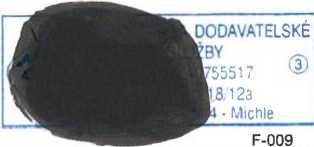 DODAVATELSKÉ
ŽBY
755517 ③
18/12a
4 - Michle
F-009